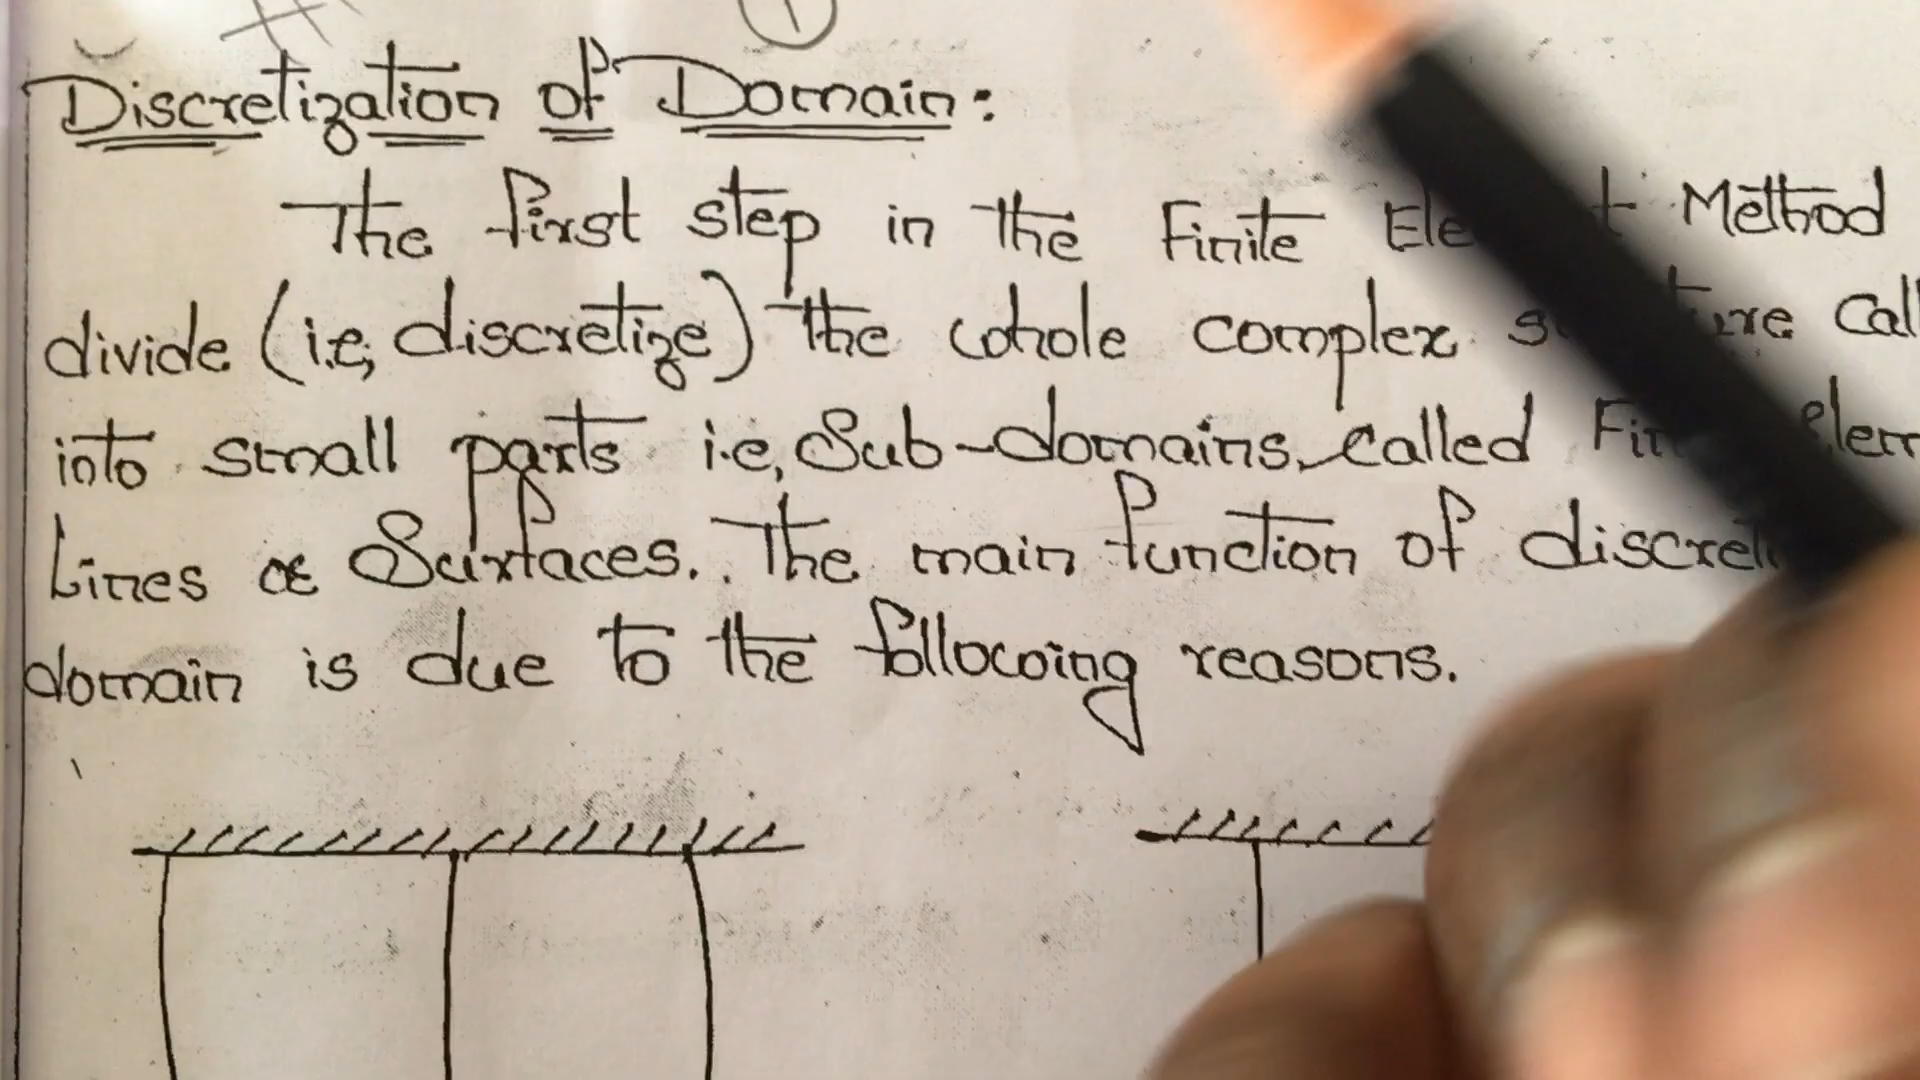 1
Discretization of Domain:
The first step in the Finite Method
divide (i.e, discretize) the whole complex
into small parts i.e, Sub-domains, called
Lines or Surfaces. The main function of
domain is due to the following reasons.